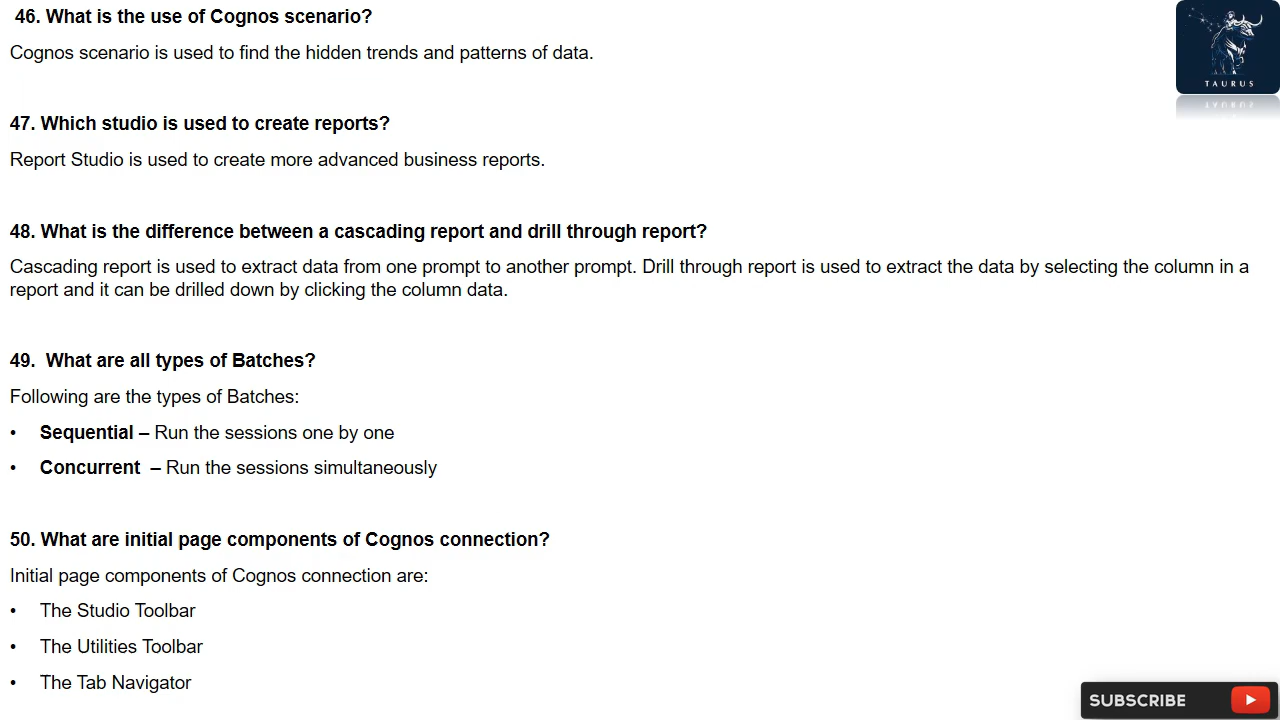 46. What is the use of Cognos scenario?
Cognos scenario is used to find the hidden trends and patterns of data.
TAURUS
47. Which studio is used to create reports?
Report Studio is used to create more advanced business reports.
48. What is the difference between a cascading report and drill through report?
Cascading report is used to extract data from one prompt to another prompt. Drill through report is used to extract the data by selecting the column in a
report and it can be drilled down by clicking the column data.
49.  What are all types of Batches?
Following are the types of Batches:
• Sequential – Run the sessions one by one
• Concurrent  – Run the sessions simultaneously
50. What are initial page components of Cognos connection?
Initial page components of Cognos connection are:
• The Studio Toolbar
• The Utilities Toolbar
• The Tab Navigator
SUBSCRIBE